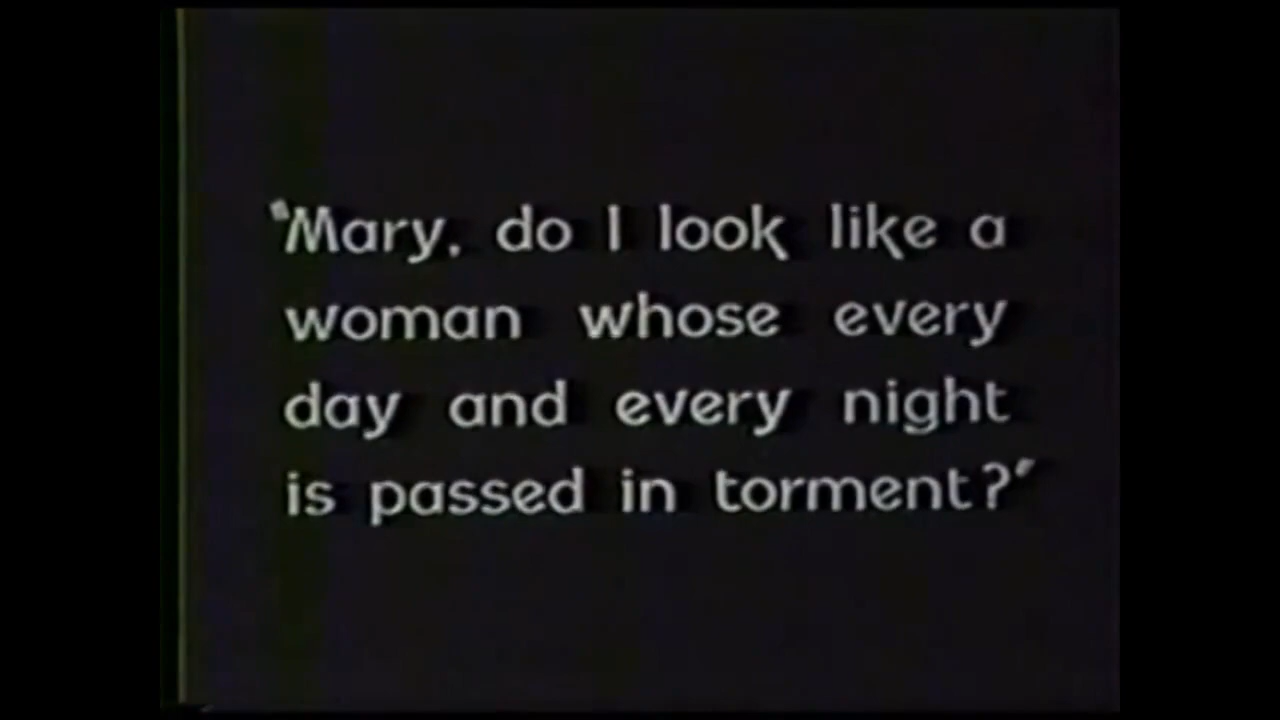 "Mary, do I look like a
woman whose every
day and every night
is passed in torment?"